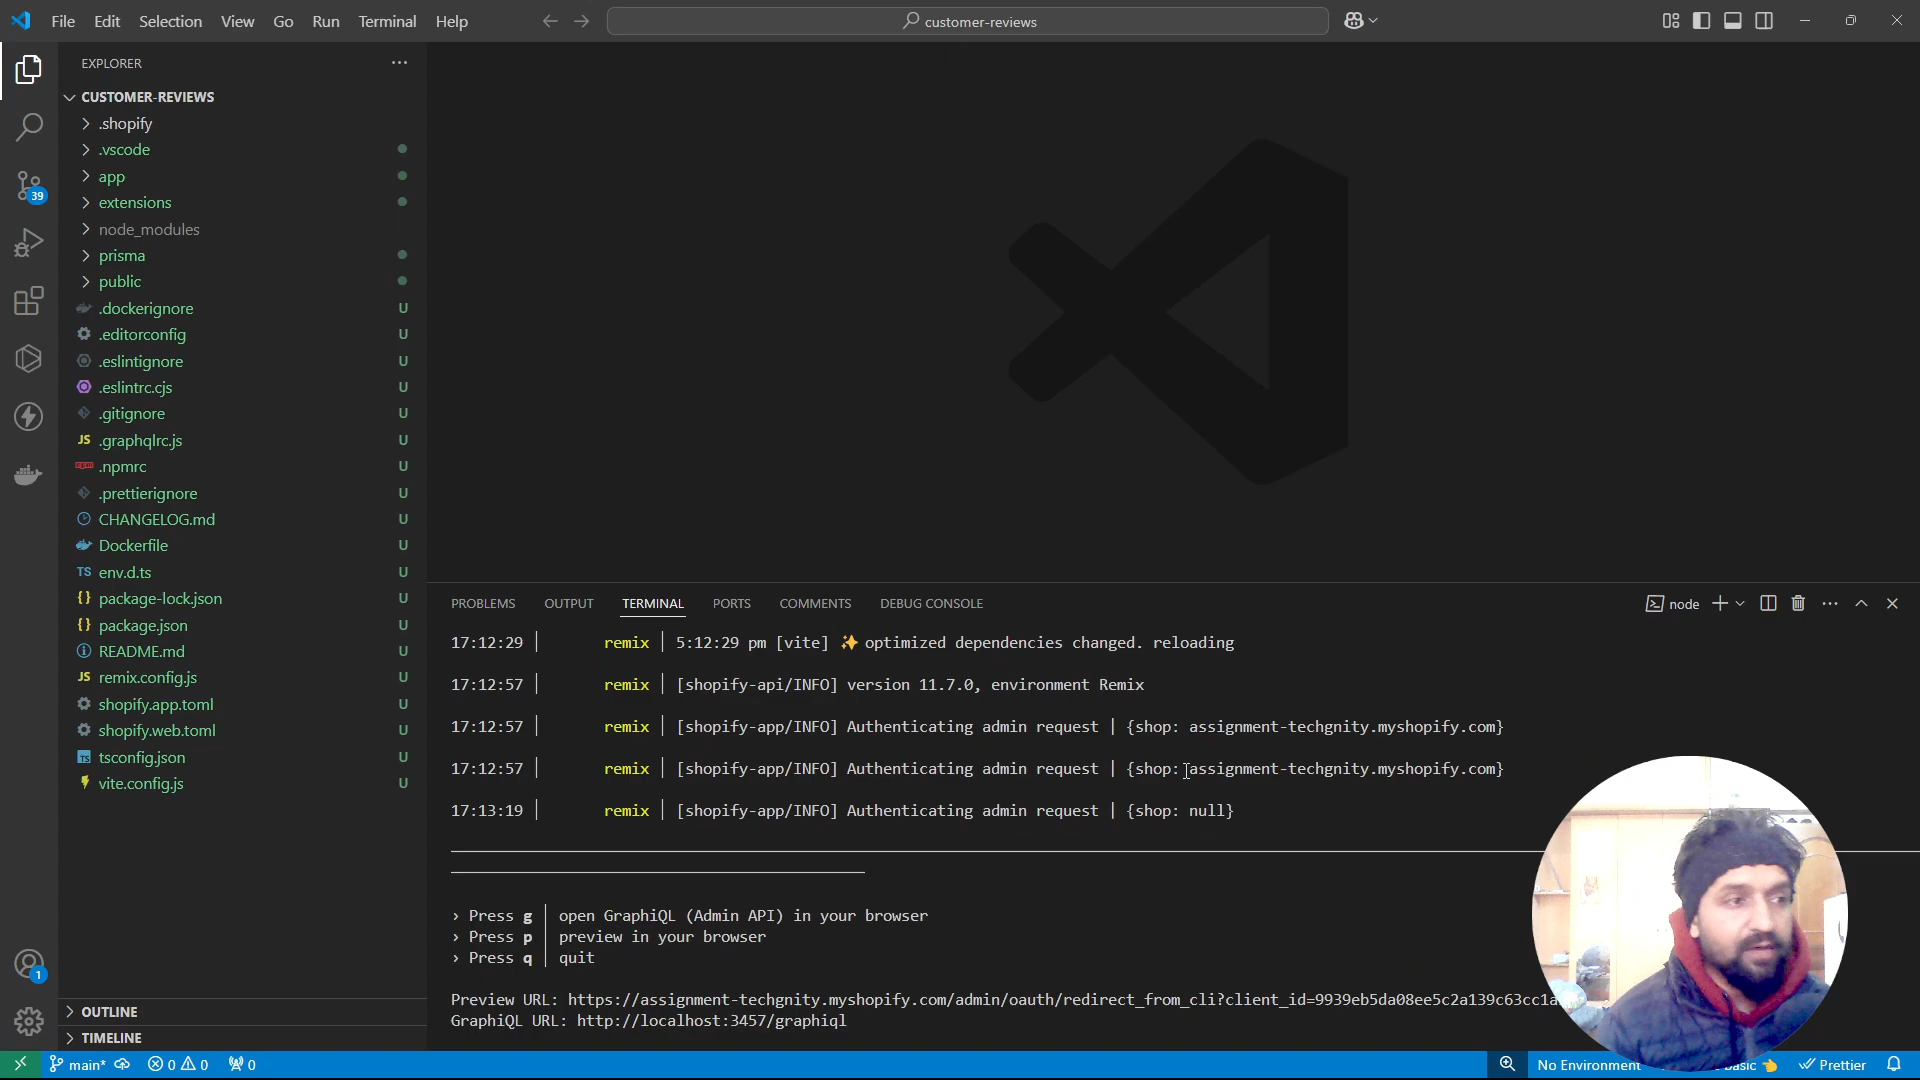 File Edit Selection View Go Run Terminal Help
customer-reviews
EXPLORER
CUSTOMER-REVIEWS
.shopify
.vscode
app
39
extensions
node_modules
prisma
public
.dockerignore U
.editorconfig U
.eslintignore U
.eslintrc.cjs U
.gitignore U
JS .graphqlrc.js U
npm .npmrc U
.prettierignore U
CHANGELOG.md U
Dockerfile U
TS env.d.ts U
{} package-lock.json U
{} package.json U
README.md U
JS remix.config.js U
shopify.app.toml U
shopify.web.toml U
TS tsconfig.json U
vite.config.js U
1
OUTLINE
TIMELINE
PROBLEMS OUTPUT TERMINAL PORTS COMMENTS DEBUG CONSOLE
node
17:12:29 │ remix │ 5:12:29 pm [vite] ✨ optimized dependencies changed. reloading
17:12:57 │ remix │ [shopify-api/INFO] version 11.7.0, environment Remix
17:12:57 │ remix │ [shopify-app/INFO] Authenticating admin request | {shop: assignment-techgnity.myshopify.com}
17:12:57 │ remix │ [shopify-app/INFO] Authenticating admin request | {shop: assignment-techgnity.myshopify.com}
17:13:19 │ remix │ [shopify-app/INFO] Authenticating admin request | {shop: null}
› Press g │ open GraphiQL (Admin API) in your browser
› Press p │ preview in your browser
› Press q │ quit
Preview URL: https://assignment-techgnity.myshopify.com/admin/oauth/redirect_from_cli?client_id=9939eb5da08ee5c2a139c63cc1a
GraphiQL URL: http://localhost:3457/graphiql
main* 0 0 0
No Environment
Prettier